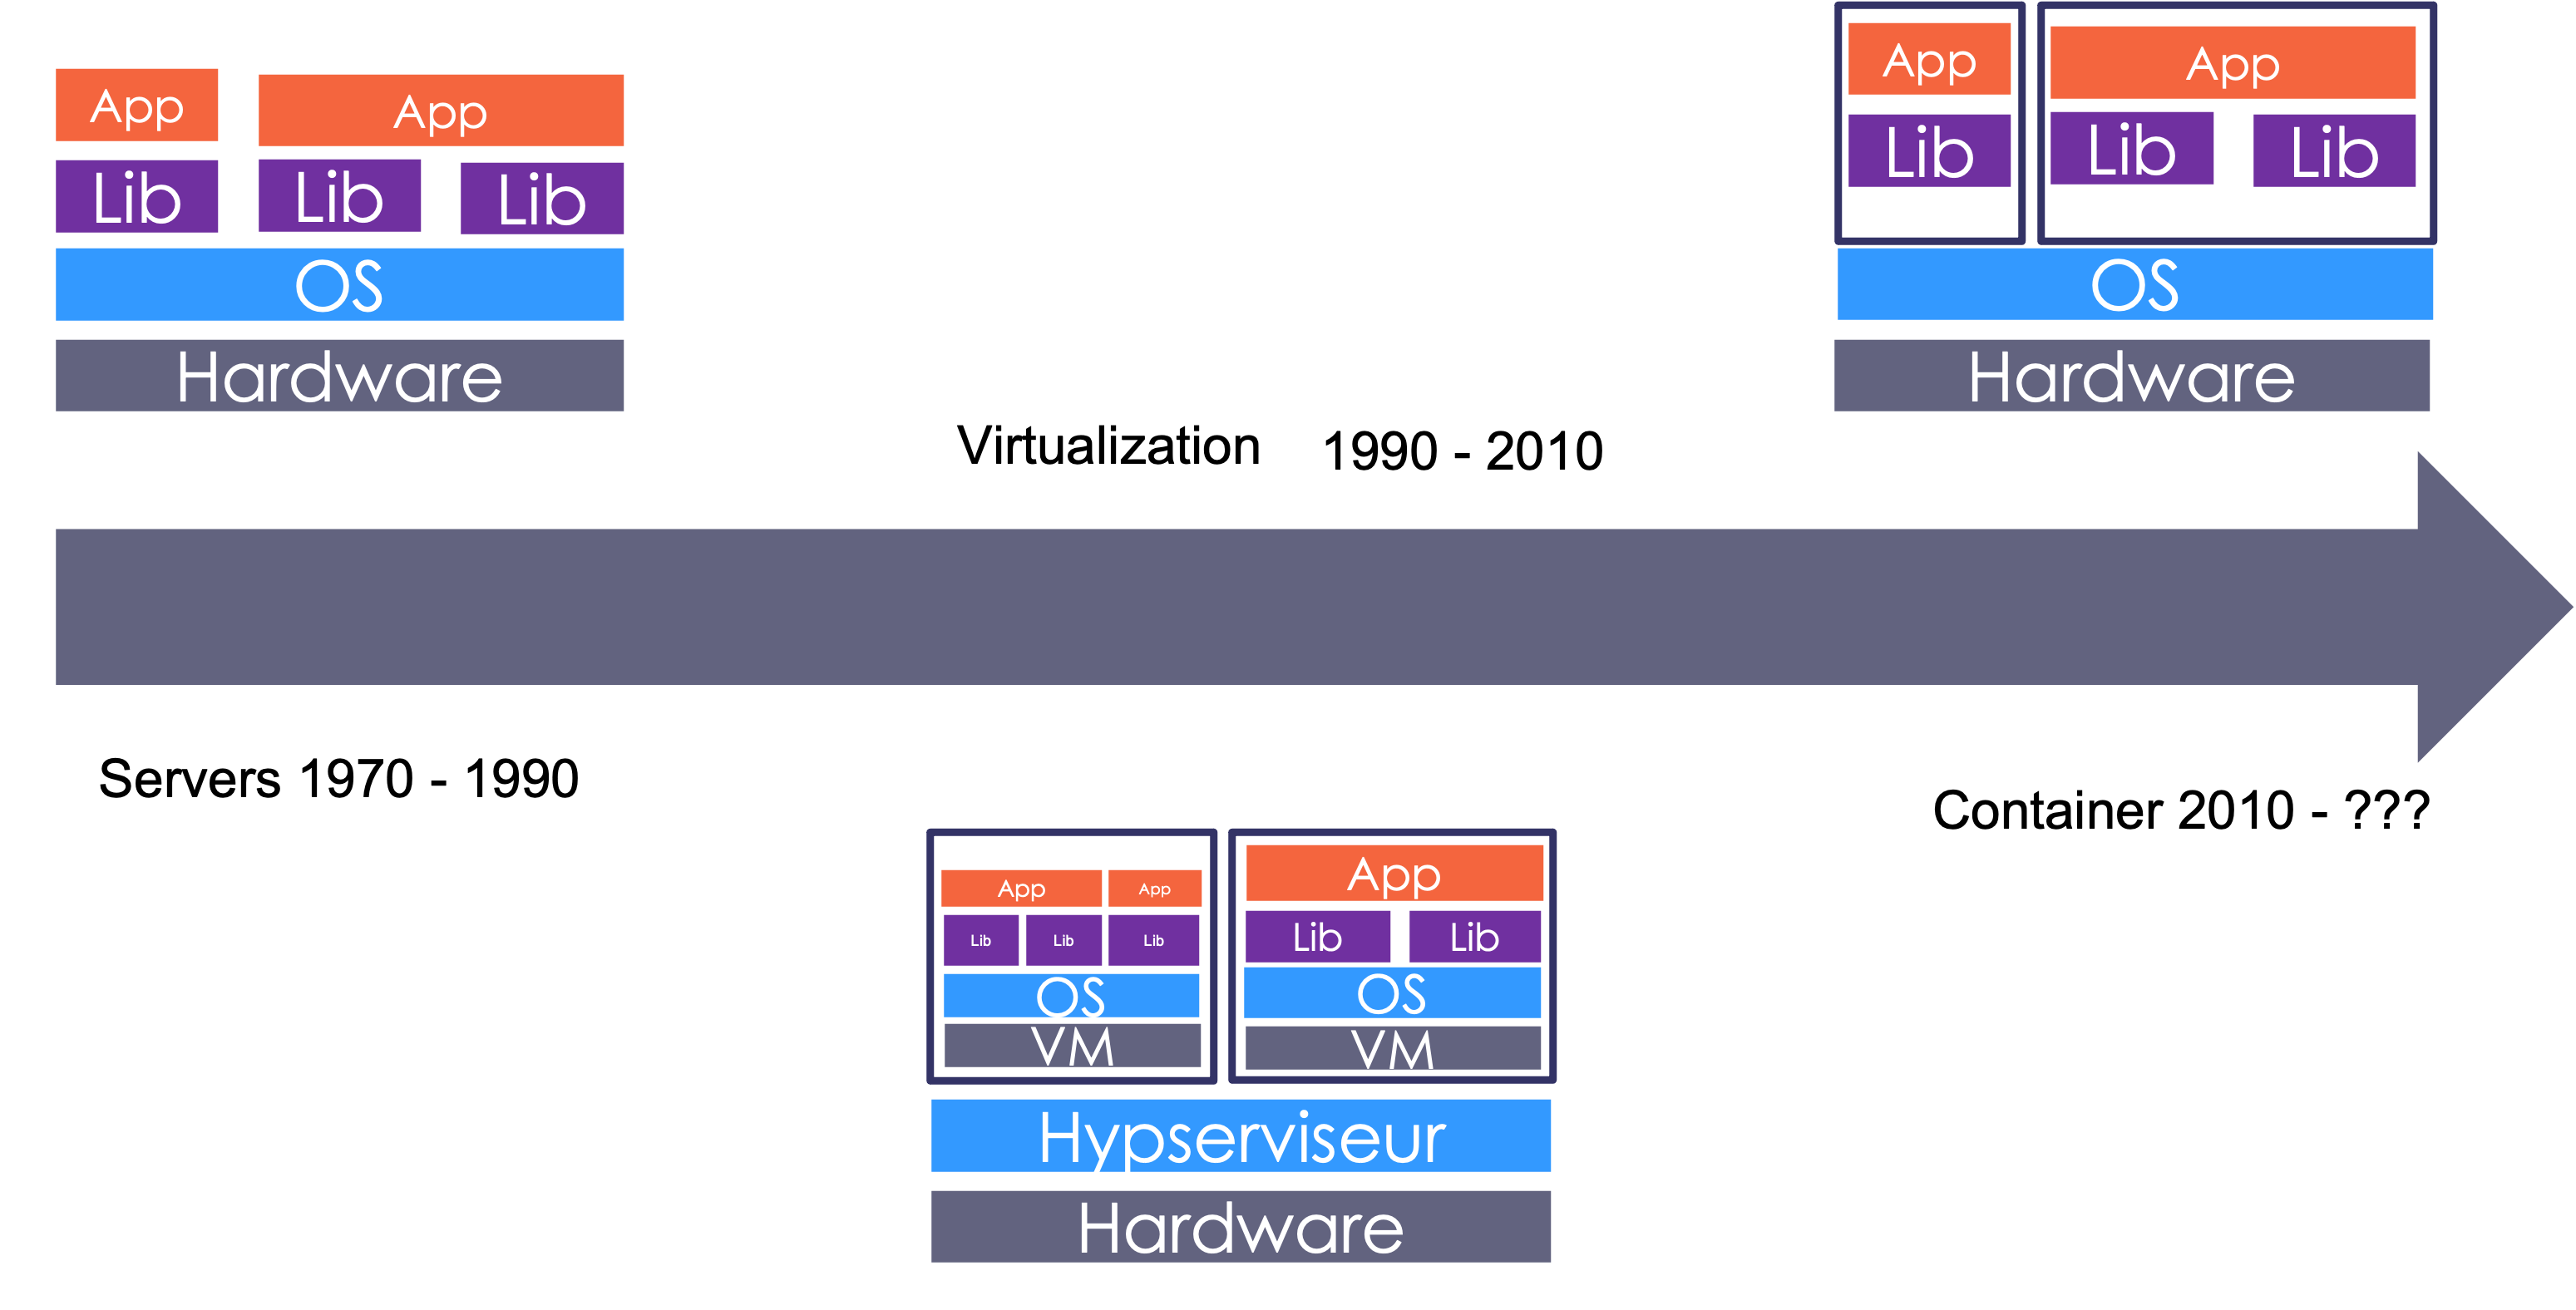 App App
Lib Lib Lib
OS
Hardware
App App
Lib Lib Lib
OS
Hardware
Virtualization 1990 - 2010
Servers 1970 - 1990
Container 2010 - ???
App App
Lib Lib Lib
OS
VM
App
Lib Lib
OS
VM
Hypserviseur
Hardware